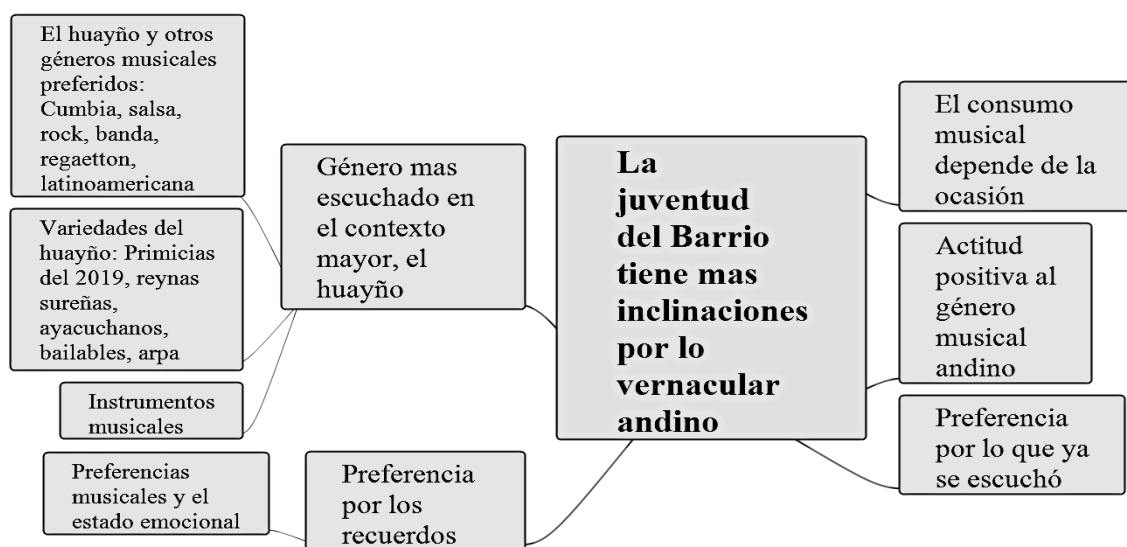 El huayño y otros
géneros musicales
preferidos:
Cumbia, salsa,
rock, banda,
regaetton,
latinoamericana
Variedades del
huayño: Primicias
del 2019, reynas
sureñas,
ayacuchanos,
bailables, arpa
Instrumentos
musicales
Preferencias
musicales y el
estado emocional
Género mas
escuchado en
el contexto
mayor, el
huayño
Preferencia
por los
recuerdos
La
juventud
del Barrio
tiene mas
inclinaciones
por lo
vernacular
andino
El consumo
musical
depende de la
ocasión
Actitud
positiva al
género
musical
andino
Preferencia
por lo que ya
se escuchó